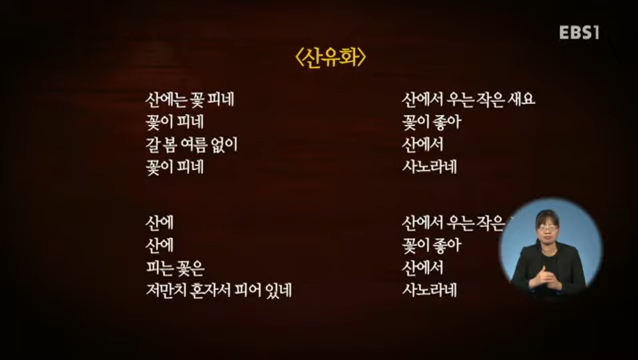 EBS1
<산유화>
산에는 꽃 피네
꽃이 피네
갈 봄 여름 없이
꽃이 피네
산에
산에
피는 꽃은
저만치 혼자서 피어 있네
산에서 우는 작은 새요
꽃이 좋아
산에서
사노라네
산에서 우는 작은
꽃이 좋아
산에서
사노라네